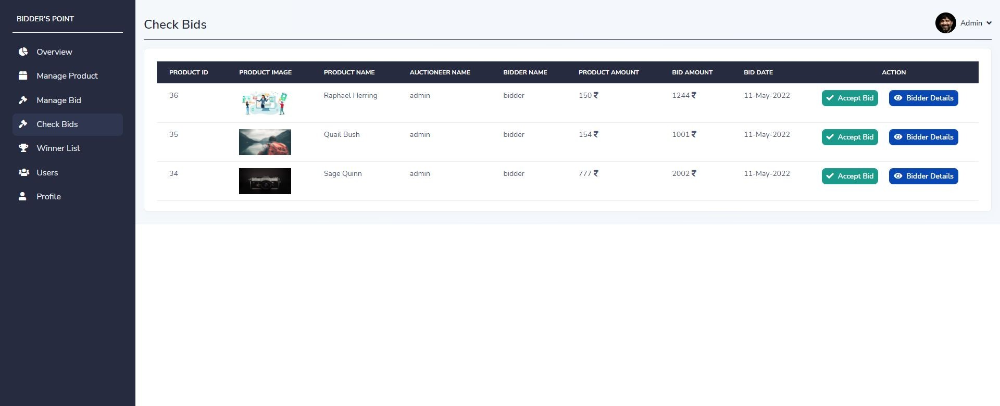 BIDDER'S POINT
Overview
Manage Product
Manage Bid
Check Bids
Winner List
Users
Profile
Check Bids
Admin
PRODUCT ID PRODUCT IMAGE PRODUCT NAME AUCTIONEER NAME BIDDER NAME PRODUCT AMOUNT BID AMOUNT BID DATE ACTION
36 Raphael Herring admin bidder 150 ₹ 1244 ₹ 11-May-2022 Accept Bid Bidder Details
35 Quail Bush admin bidder 154 ₹ 1001 ₹ 11-May-2022 Accept Bid Bidder Details
34 Sage Quinn admin bidder 777 ₹ 2002 ₹ 11-May-2022 Accept Bid Bidder Details